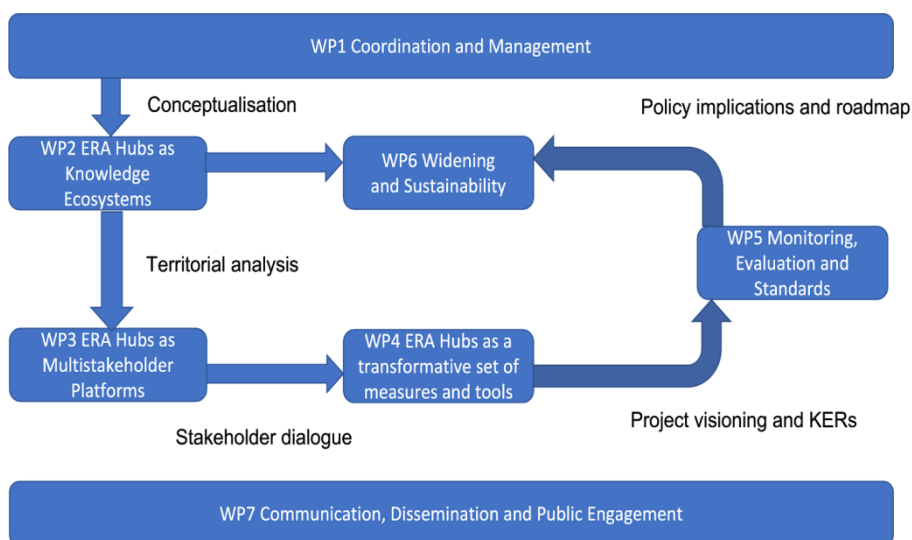 WP1 Coordination and Management
Conceptualisation
Policy implications and roadmap
WP2 ERA Hubs as
Knowledge
Ecosystems
WP6 Widening
and Sustainability
WP5 Monitoring,
Evaluation and
Standards
Territorial analysis
WP3 ERA Hubs as
Multistakeholder
Platforms
WP4 ERA Hubs as a
transformative set of
measures and tools
Project visioning and KERs
Stakeholder dialogue
WP7 Communication, Dissemination and Public Engagement